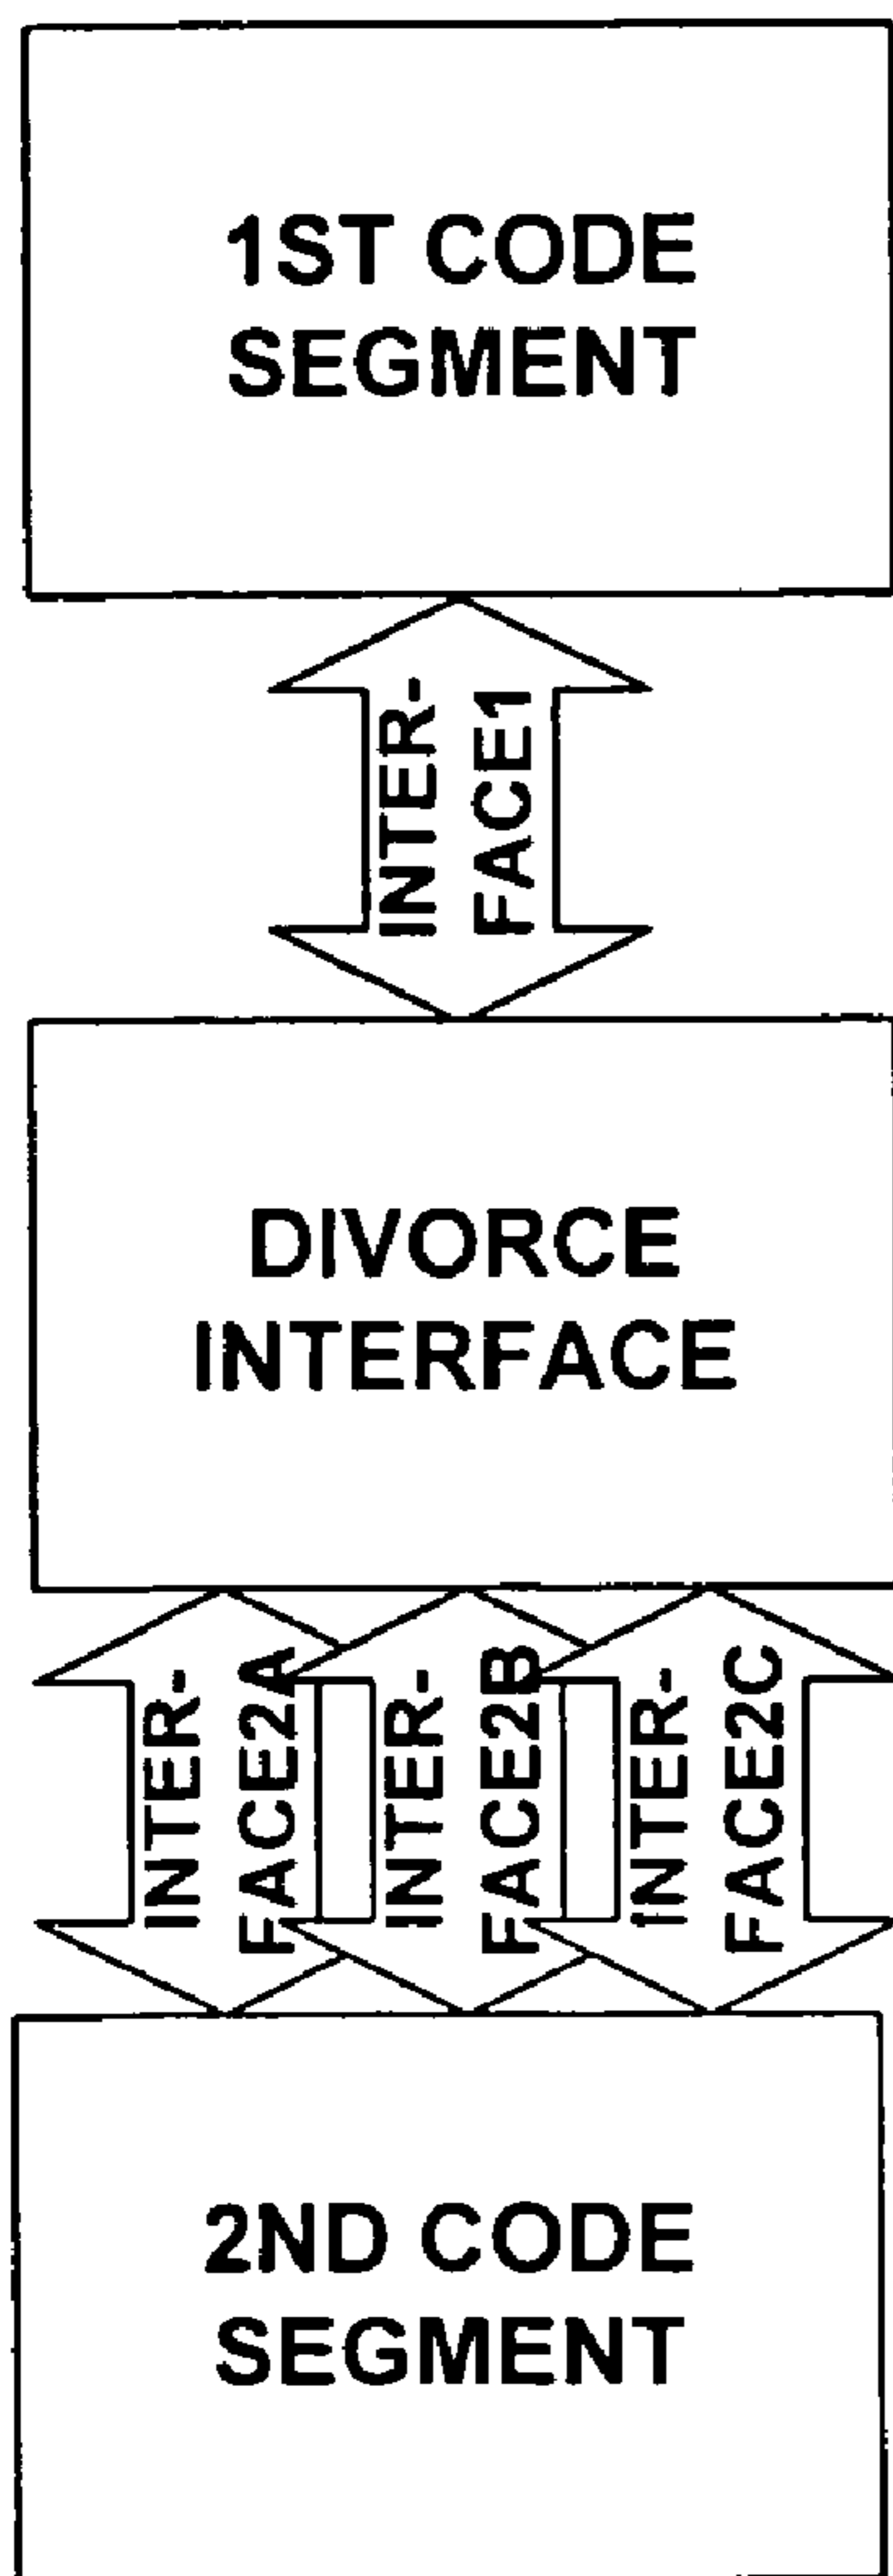 1ST CODE
SEGMENT
INTER-
FACE1
DIVORCE
INTERFACE
INTER-
FACE2A
INTER-
FACE2B
INTER-
FACE2C
2ND CODE
SEGMENT